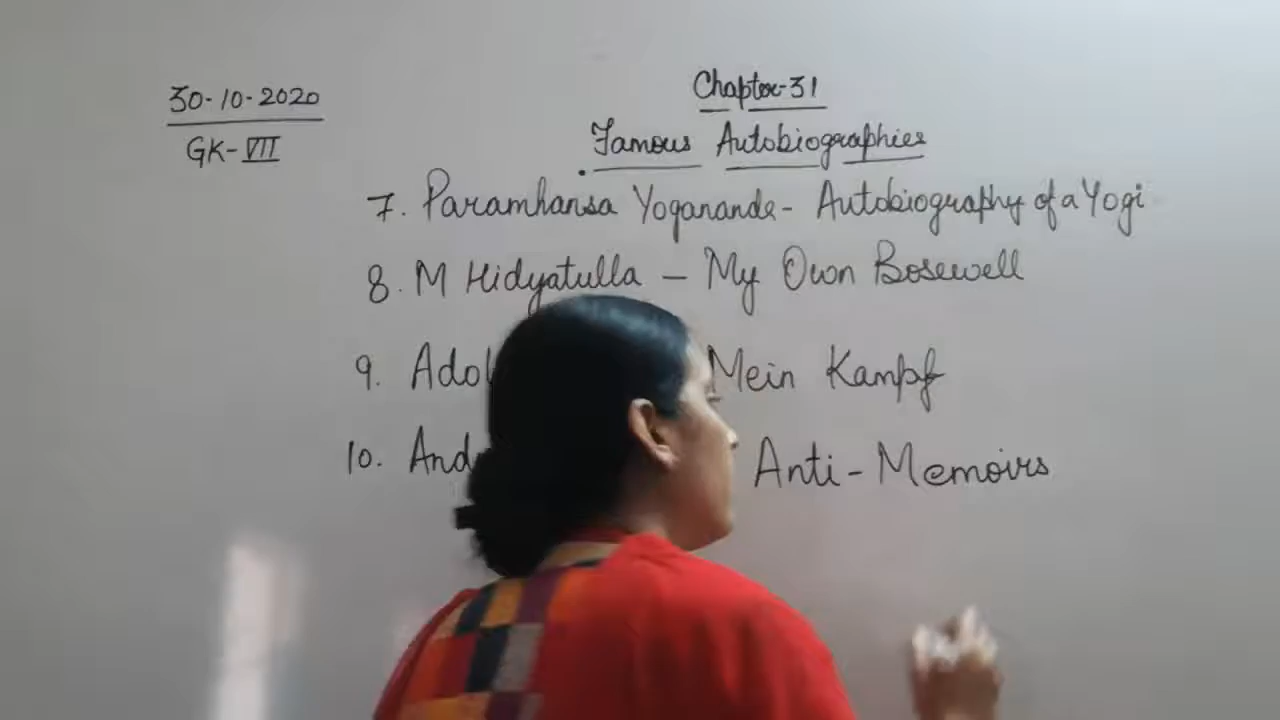 30-10-2020
GK-VII
Chapter-31
Famous Autobiographies
7. Paramhansa Yogananda- Autobiography of a Yogi
8. M Hidyatulla - My Own Bosewell
9. Adol Mein Kampf
10. And Anti-Memoirs